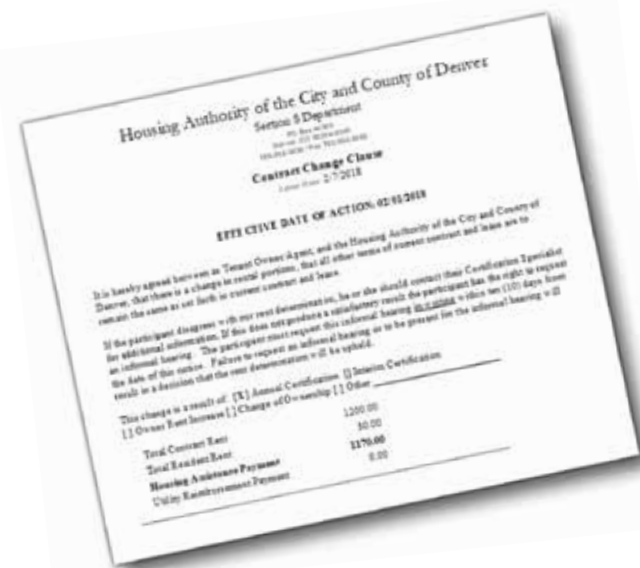 Housing Authority of the City and County of Denver
Section 8 Department
Contract Change Clause
2/7/2018
EFFECTIVE DATE OF ACTION: 02/01/2018
It is hereby agreed between as Tenant Owner Agent, and the Housing Authority of the City and County of
Denver, that there is a change in rental portions, that all other terms of current contract and lease are to
remain the same as set forth in current contract and lease.
If the participant disagrees with our rent determination, he or she should contact their Certification Specialist
for additional information. If this does not produce a satisfactory result the participant has the right to request
an informal hearing. The participant must request this informal hearing in writing within ten (10) days from
the date of this notice. Failure to request an informal hearing or to be present for the informal hearing will
result in a decision that the rent determination will be upheld.
This change is a result of: [X] Annual Certification [] Interim Certification
[ ] Owner Rent Increase [ ] Change of Ownership [ ] Other
Total Contract Rent 1200.00
Total Resident Rent 30.00
Housing Assistance Payment 1170.00
Utility Reimbursement Payment 0.00